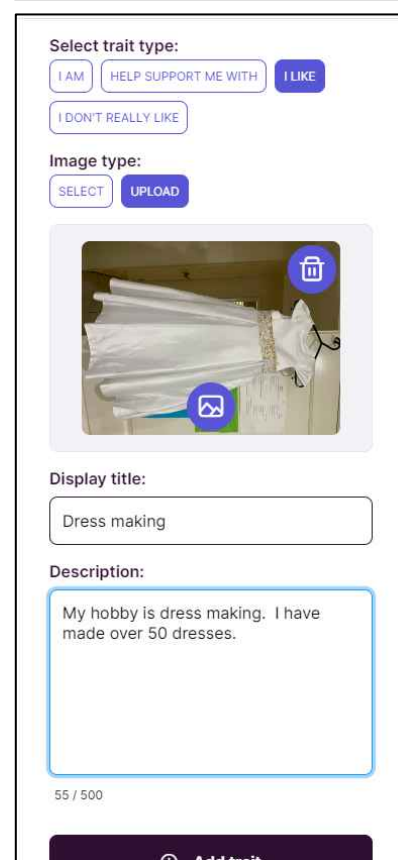 Select trait type:
I AM HELP SUPPORT ME WITH I LIKE
I DON'T REALLY LIKE
Image type:
SELECT UPLOAD
Display title:
Dress making
Description:
My hobby is dress making.  I have
made over 50 dresses.
55 / 500
Add trait